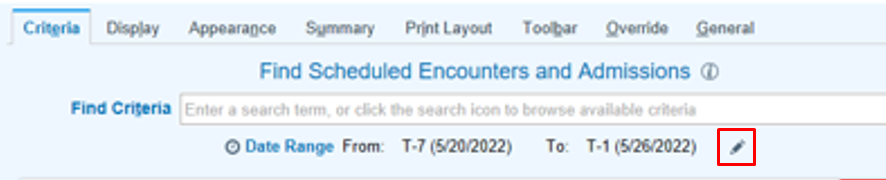 Criteria Display Appearance Summary Print Layout Toolbar Override General
Find Scheduled Encounters and Admissions
Find Criteria Enter a search term, or click the search icon to browse available criteria
Date Range From: T-7 (5/20/2022) To: T-1 (5/26/2022)